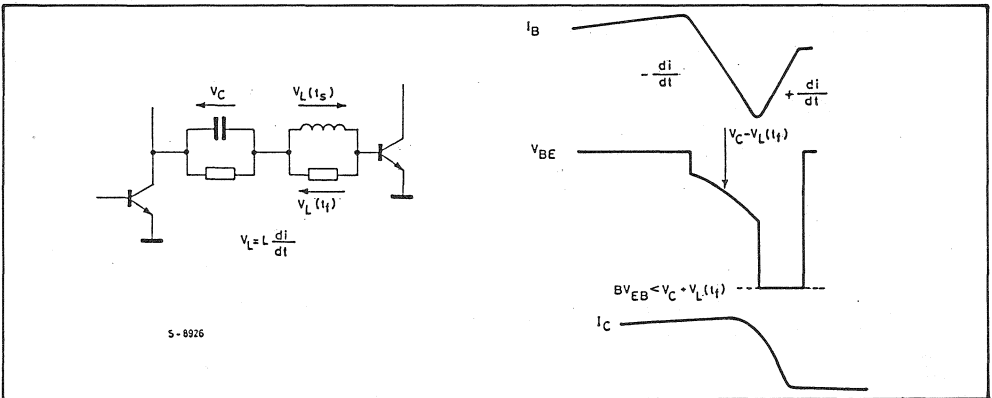 V_C
V_L(t_s)
V_L(t_f)
V_L = L di/dt
S-8926
I_B
- di/dt
+ di/dt
V_C-V_L(t_f)
V_BE
BV_EB < V_C + V_L(t_f)
I_C